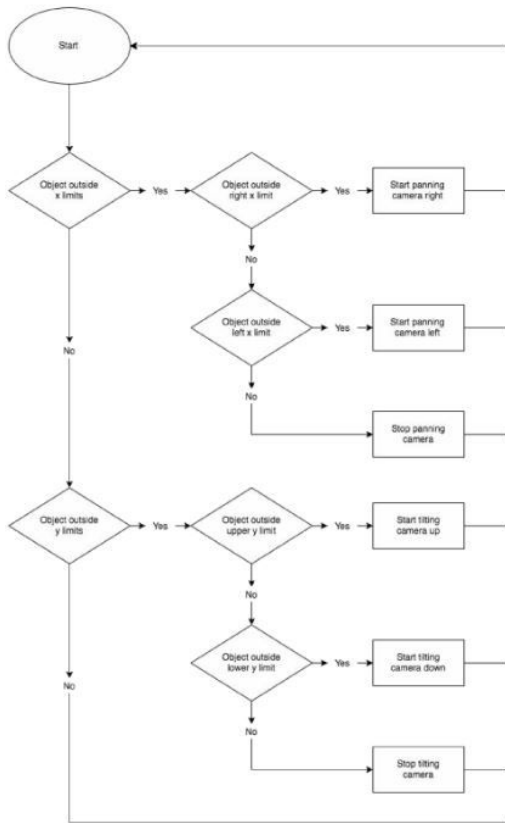 Start
Object outside
x limits
Yes
Object outside
right x limit
Yes
Start panning
camera right
No
Object outside
left x limit
Yes
Start panning
camera left
No
No
Stop panning
camera
Object outside
y limits
Yes
Object outside
upper y limit
Yes
Start tilting
camera up
No
Object outside
lower y limit
Yes
Start tilting
camera down
No
No
Stop tilting
camera